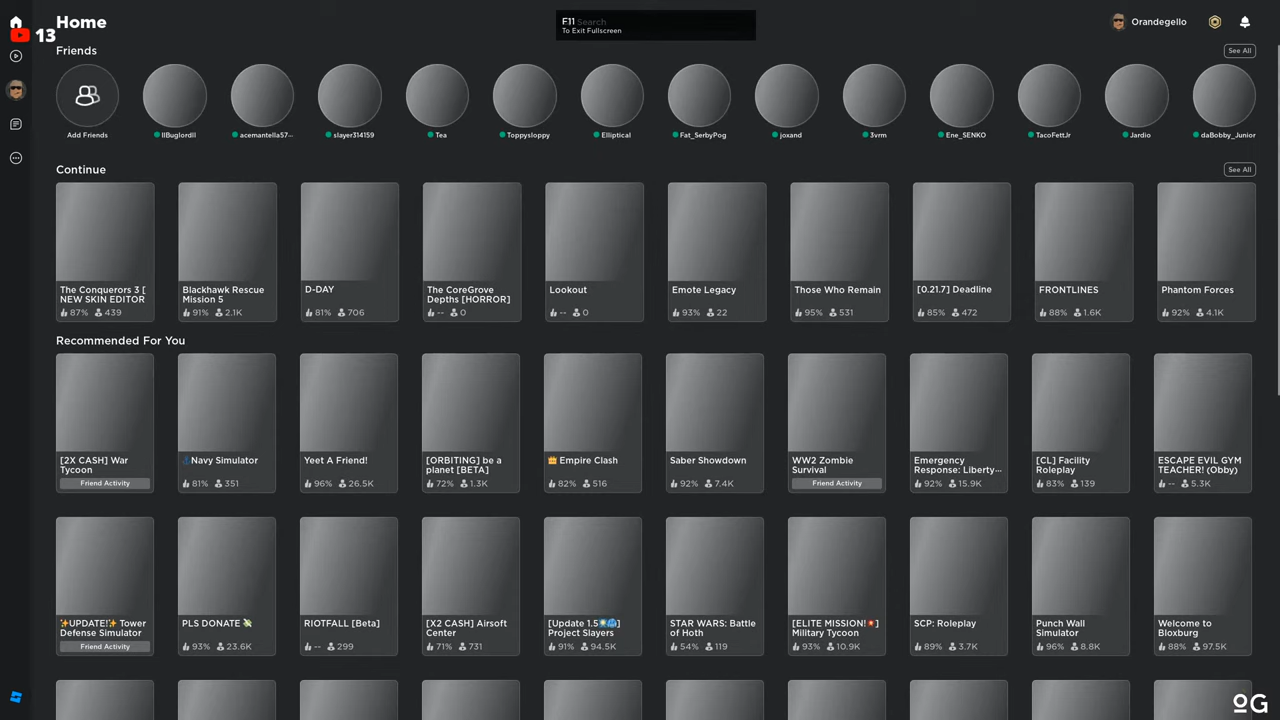 Home
F11 Search
To Exit Fullscreen
Orandegello
13
Friends
See All
Add Friends
IIBuglordII
acemantella57...
slayer314159
Tea
Toppysloppy
Elliptical
Fat_SerbyPog
joxand
3vrm
Ene_SENKO
TacoFettJr
Jardio
daBobby_Junior
Continue
See All
The Conquerors 3 [
NEW SKIN EDITOR
87% 439
Blackhawk Rescue
Mission 5
91% 2.1K
D-DAY
81% 706
The CoreGrove
Depths [HORROR]
-- 0
Lookout
-- 0
Emote Legacy
93% 22
Those Who Remain
95% 531
[0.21.7] Deadline
85% 472
FRONTLINES
88% 1.6K
Phantom Forces
92% 4.1K
Recommended For You
[2X CASH] War
Tycoon
Friend Activity
⚓Navy Simulator
81% 351
Yeet A Friend!
96% 26.5K
[ORBITING] be a
planet [BETA]
72% 1.3K
👑 Empire Clash
82% 516
Saber Showdown
92% 7.4K
WW2 Zombie
Survival
Friend Activity
Emergency
Response: Liberty...
92% 15.9K
[CL] Facility
Roleplay
83% 139
ESCAPE EVIL GYM
TEACHER! (Obby)
-- 5.3K
✨UPDATE!✨ Tower
Defense Simulator
Friend Activity
PLS DONATE 💸
93% 23.6K
RIOTFALL [Beta]
-- 299
[X2 CASH] Airsoft
Center
71% 731
[Update 1.5]
Project Slayers
91% 94.5K
STAR WARS: Battle
of Hoth
54% 119
[ELITE MISSION!💥]
Military Tycoon
93% 10.9K
SCP: Roleplay
89% 3.7K
Punch Wall
Simulator
96% 8.8K
Welcome to
Bloxburg
88% 97.5K
OG